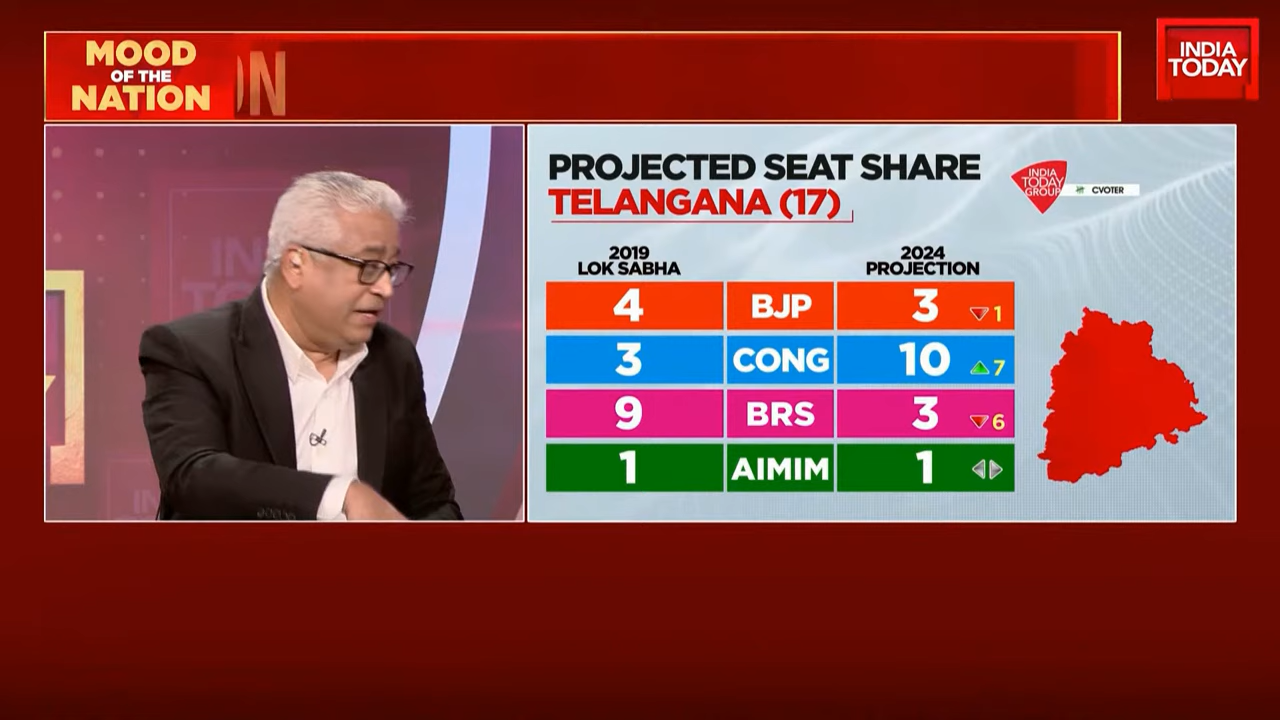 MOOD
OF THE
NATION
INDIA
TODAY
PROJECTED SEAT SHARE
TELANGANA (17)
INDIA
TODAY
GROUP
CVOTER
2019
LOK SABHA
2024
PROJECTION
4 BJP 3 1
3 CONG 10 7
9 BRS 3 6
1 AIMIM 1